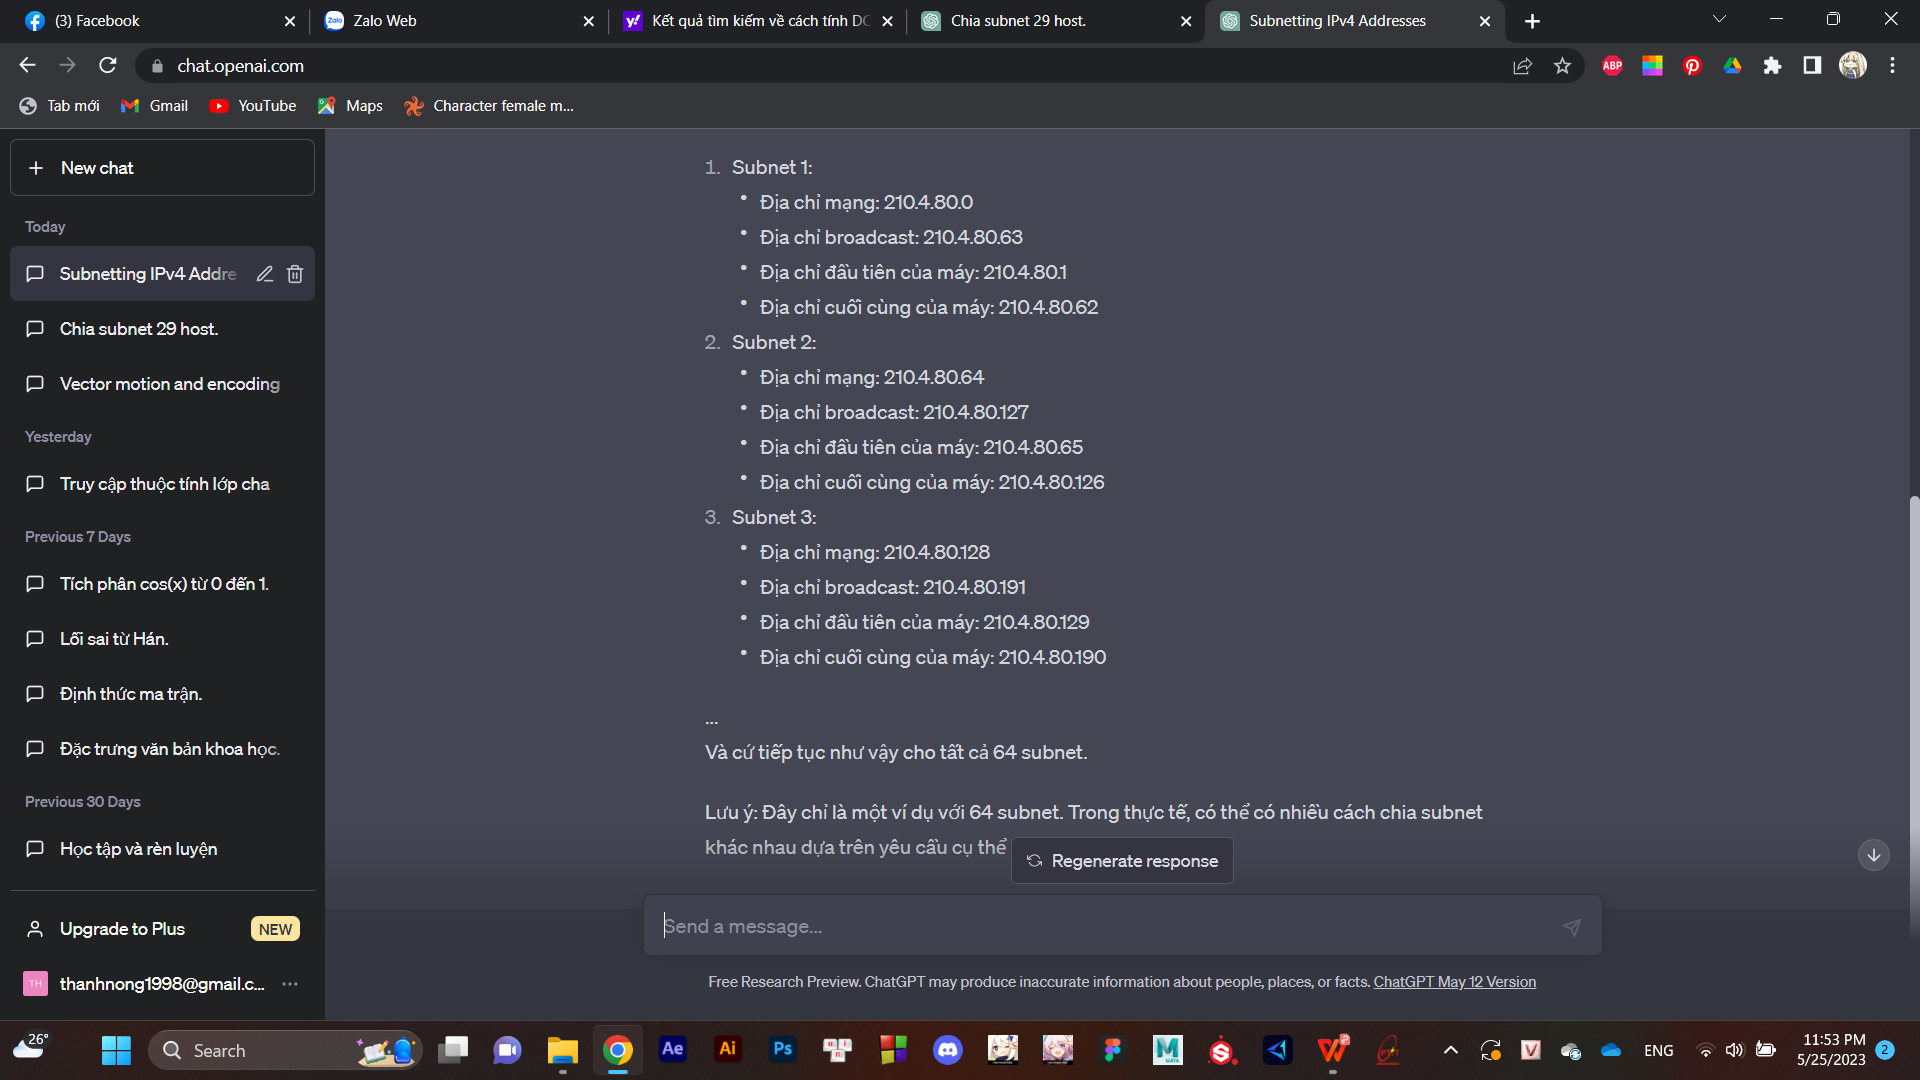 (3) Facebook
Zalo Web
Kết quả tìm kiếm về cách tính DC
Chia subnet 29 host.
Subnetting IPv4 Addresses
chat.openai.com
ABP
Tab mới
Gmail
YouTube
Maps
Character female m...
New chat
Today
Subnetting IPv4 Addre
Chia subnet 29 host.
Vector motion and encoding
Yesterday
Truy cập thuộc tính lớp cha
Previous 7 Days
Tích phân cos(x) từ 0 đến 1.
Lối sai từ Hán.
Định thức ma trận.
Đặc trưng văn bản khoa học.
Previous 30 Days
Học tập và rèn luyện
Upgrade to Plus
NEW
TH
thanhnong1998@gmail.c...
1. Subnet 1:
• Địa chỉ mạng: 210.4.80.0
• Địa chỉ broadcast: 210.4.80.63
• Địa chỉ đầu tiên của máy: 210.4.80.1
• Địa chỉ cuối cùng của máy: 210.4.80.62
2. Subnet 2:
• Địa chỉ mạng: 210.4.80.64
• Địa chỉ broadcast: 210.4.80.127
• Địa chỉ đầu tiên của máy: 210.4.80.65
• Địa chỉ cuối cùng của máy: 210.4.80.126
3. Subnet 3:
• Địa chỉ mạng: 210.4.80.128
• Địa chỉ broadcast: 210.4.80.191
• Địa chỉ đầu tiên của máy: 210.4.80.129
• Địa chỉ cuối cùng của máy: 210.4.80.190
...
Và cứ tiếp tục như vậy cho tất cả 64 subnet.
Lưu ý: Đây chỉ là một ví dụ với 64 subnet. Trong thực tế, có thể có nhiều cách chia subnet
khác nhau dựa trên yêu cầu cụ thể
Regenerate response
Send a message...
Free Research Preview. ChatGPT may produce inaccurate information about people, places, or facts. ChatGPT May 12 Version
26°
Search
Ae
Ai
Ps
ENG
11:53 PM
5/25/2023
2